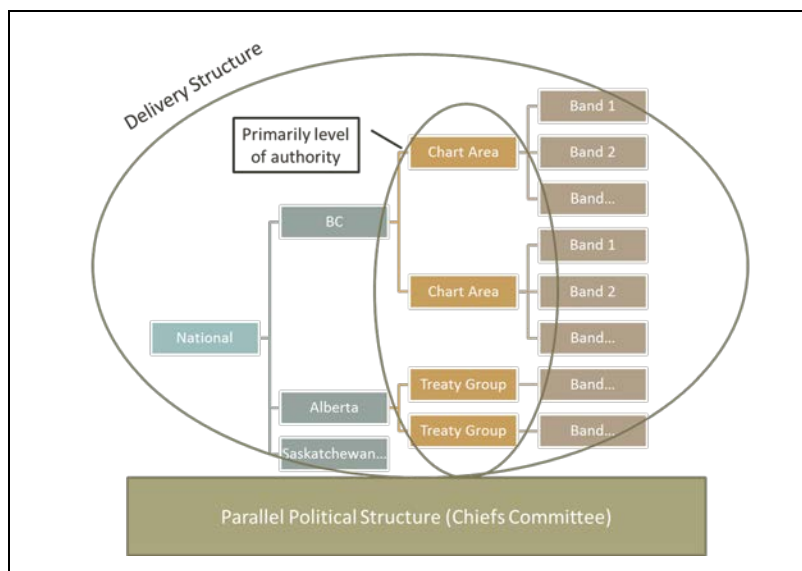 Delivery Structure
Primarily level
of authority
National
BC
Chart Area
Band 1
Band 2
Band...
Chart Area
Band 1
Band 2
Band...
Alberta
Treaty Group
Band...
Treaty Group
Band...
Saskatchewan...
Parallel Political Structure (Chiefs Committee)